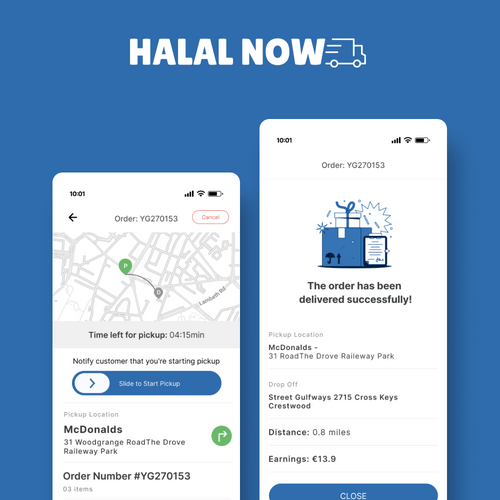 HALAL NOW
10:01
Order: YG270153
Cancel
P
D
Lambeth Rd
Time left for pickup: 04:15min
Notify customer that you're starting pickup
Slide to Start Pickup
Pickup Location
McDonalds
31 Woodgrange RoadThe Drove
Raileway Park
Order Number #YG270153
03 items
10:01
Order: YG270153
The order has been
delivered successfully!
Pickup Location
McDonalds -
31 RoadThe Drove Raileway Park
Drop Off
Street Gulfways 2715 Cross Keys
Crestwood
Distance: 0.8 miles
Earnings: €13.9
CLOSE